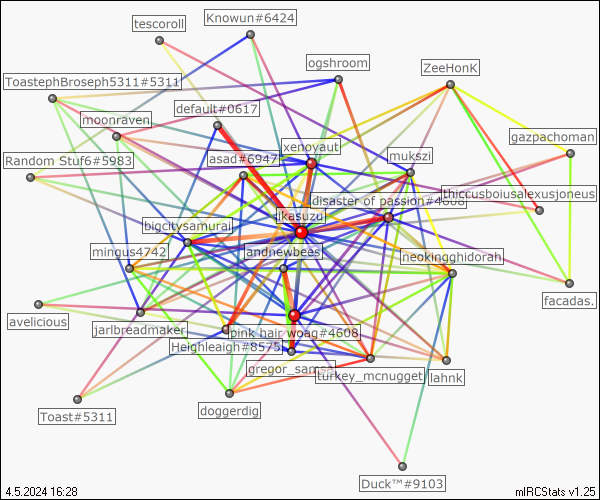 Knowun#6424
tescoroll
ogshroom
ZeeHonK
ToastephBroseph5311#5311
default#0617
moonraven
gazpachoman
xenoyaut
mukszi
asad#6947
Random Stuf6#5983
thiccusboiusalexusjoneus
disaster of passion#4608
sikasuzu
bigcitysamurai
mingus4742
andnewbees
neokingghidorah
facadas.
avelicious
jarlbreadmaker
pink hair woag#4608
Heighleaigh#8575
gregor_samsa
turkey_mcnugget
lahnk
doggerdig
Toast#5311
Duck™#9103
4.5.2024 16:28
mIRCStats v1.25